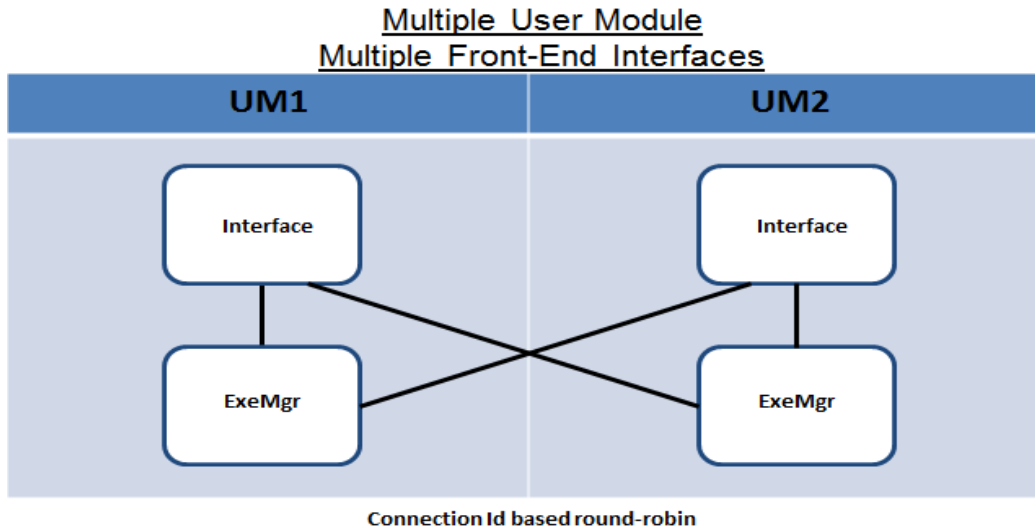 Multiple User Module
Multiple Front-End Interfaces
UM1
UM2
Interface
Interface
ExeMgr
ExeMgr
Connection Id based round-robin